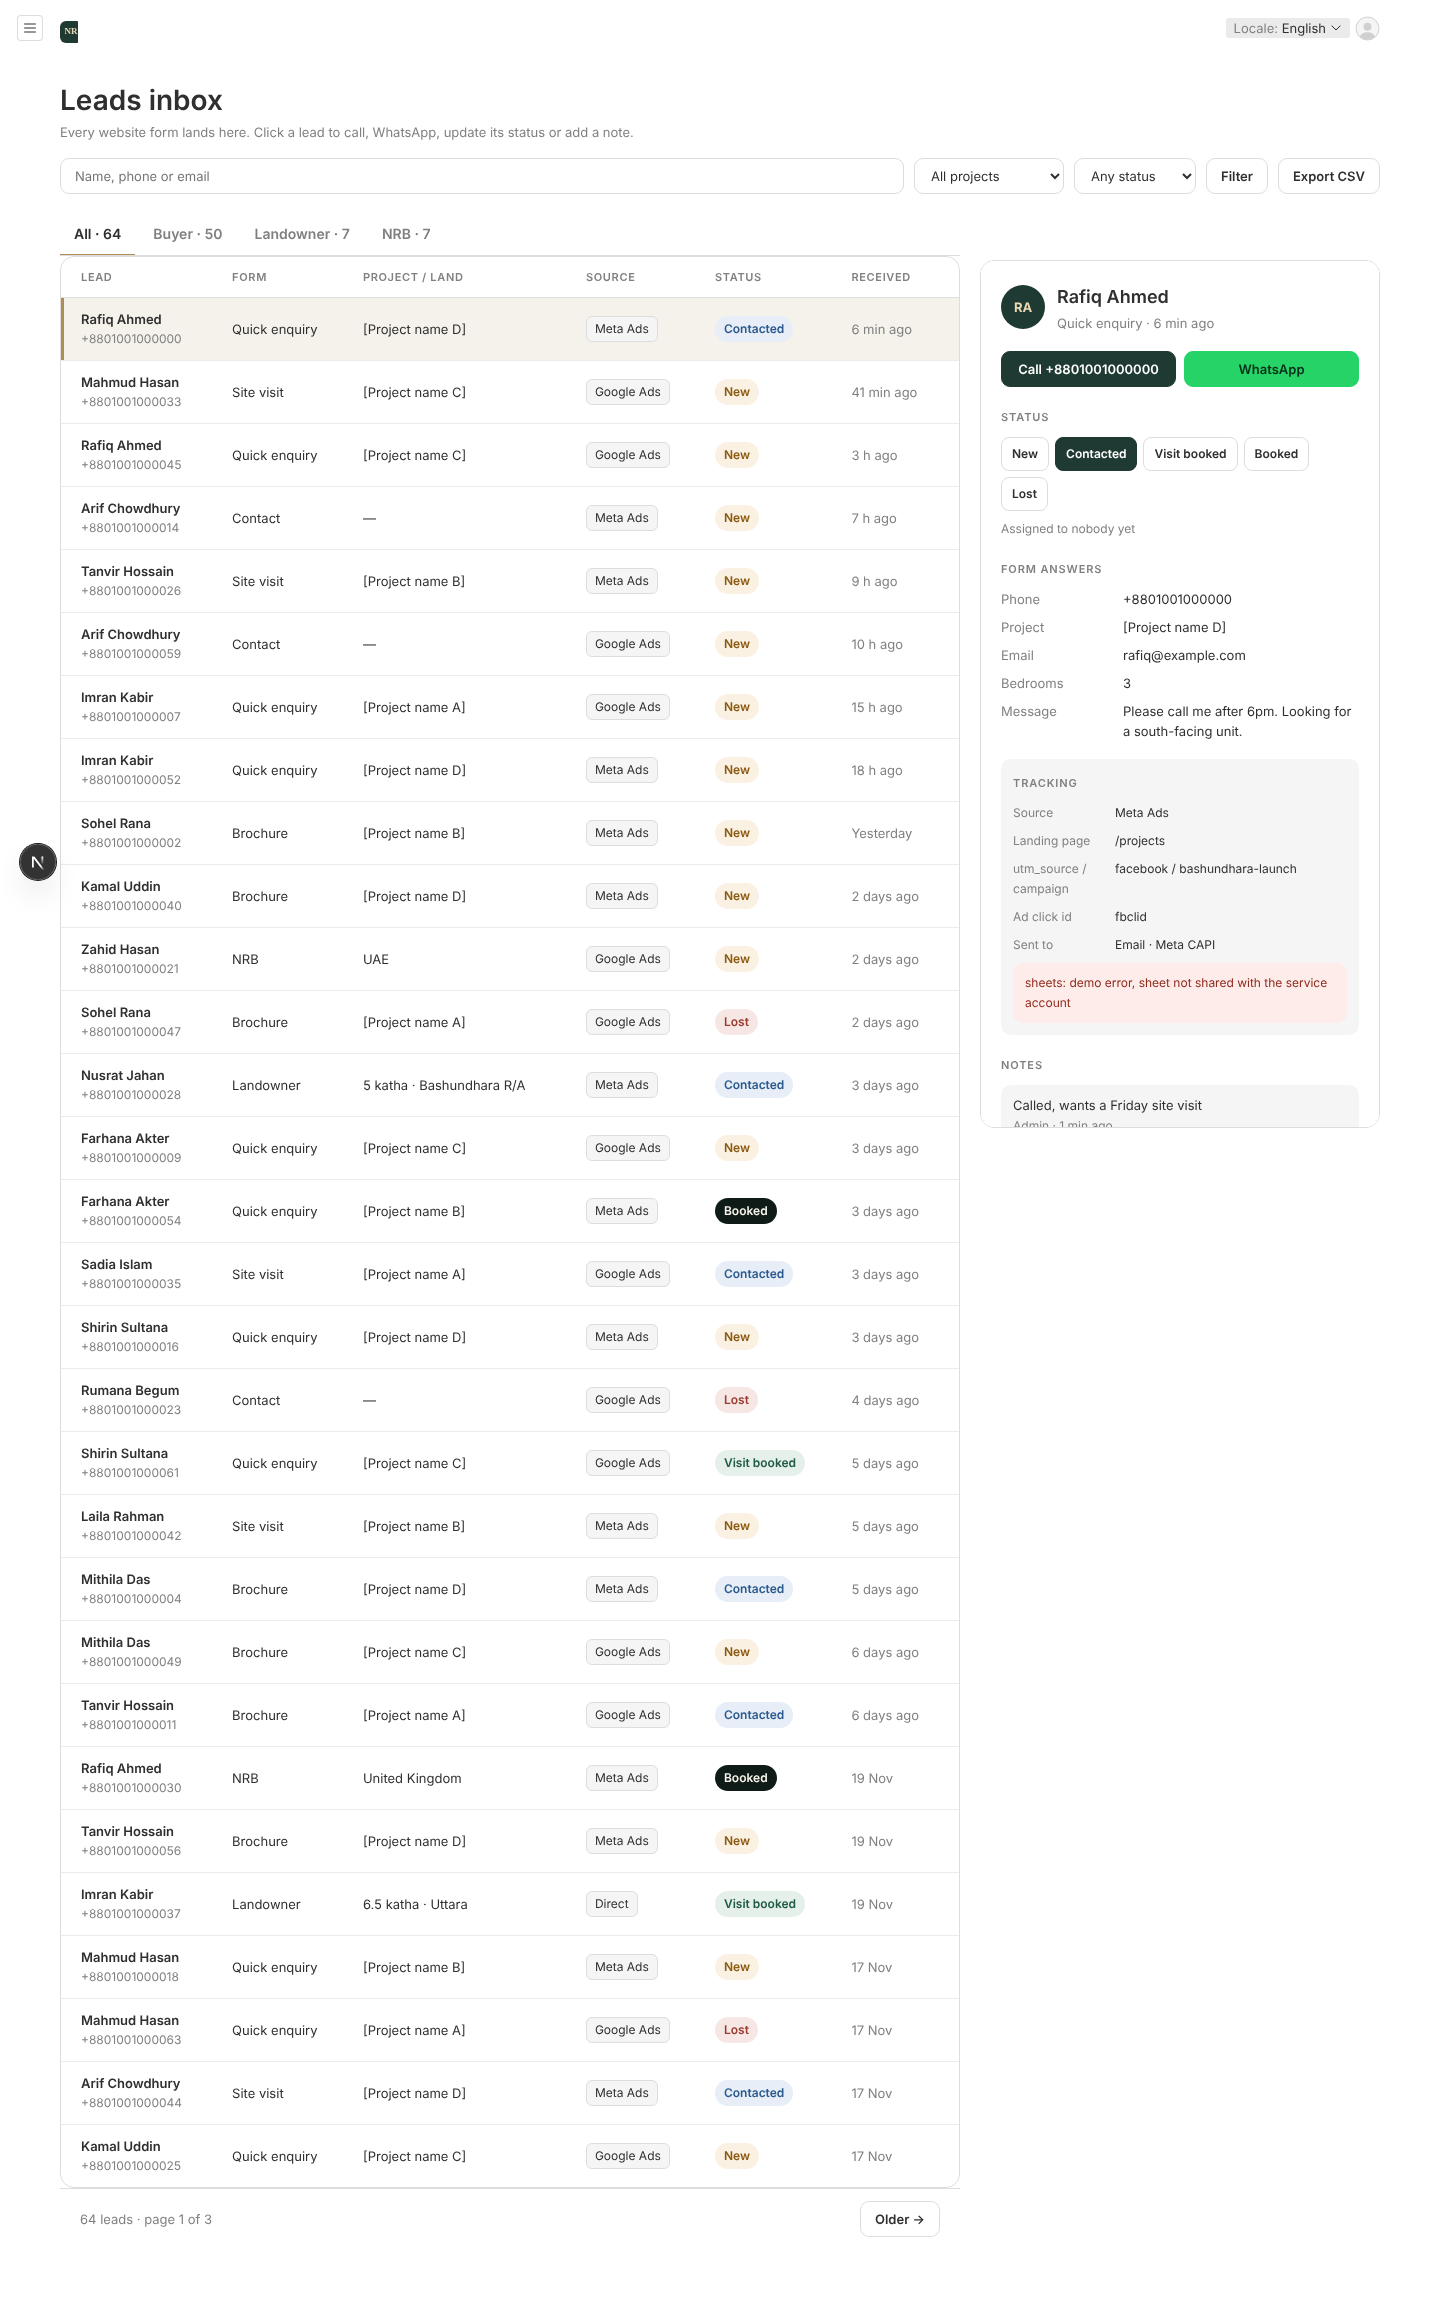 NR
Locale: English
Leads inbox
Every website form lands here. Click a lead to call, WhatsApp, update its status or add a note.
Name, phone or email
All projects
Any status
Filter
Export CSV
All · 64
Buyer · 50
Landowner · 7
NRB · 7
LEAD FORM PROJECT / LAND SOURCE STATUS RECEIVED
Rafiq Ahmed
+8801001000000
Quick enquiry [Project name D] Meta Ads Contacted 6 min ago
Mahmud Hasan
+8801001000033
Site visit [Project name C] Google Ads New 41 min ago
Rafiq Ahmed
+8801001000045
Quick enquiry [Project name C] Google Ads New 3 h ago
Arif Chowdhury
+8801001000014
Contact — Meta Ads New 7 h ago
Tanvir Hossain
+8801001000026
Site visit [Project name B] Meta Ads New 9 h ago
Arif Chowdhury
+8801001000059
Contact — Google Ads New 10 h ago
Imran Kabir
+8801001000007
Quick enquiry [Project name A] Google Ads New 15 h ago
Imran Kabir
+8801001000052
Quick enquiry [Project name D] Meta Ads New 18 h ago
Sohel Rana
+8801001000002
Brochure [Project name B] Meta Ads New Yesterday
Kamal Uddin
+8801001000040
Brochure [Project name D] Meta Ads New 2 days ago
Zahid Hasan
+8801001000021
NRB UAE Google Ads New 2 days ago
Sohel Rana
+8801001000047
Brochure [Project name A] Google Ads Lost 2 days ago
Nusrat Jahan
+8801001000028
Landowner 5 katha · Bashundhara R/A Meta Ads Contacted 3 days ago
Farhana Akter
+8801001000009
Quick enquiry [Project name C] Google Ads New 3 days ago
Farhana Akter
+8801001000054
Quick enquiry [Project name B] Meta Ads Booked 3 days ago
Sadia Islam
+8801001000035
Site visit [Project name A] Google Ads Contacted 3 days ago
Shirin Sultana
+8801001000016
Quick enquiry [Project name D] Meta Ads New 3 days ago
Rumana Begum
+8801001000023
Contact — Google Ads Lost 4 days ago
Shirin Sultana
+8801001000061
Quick enquiry [Project name C] Google Ads Visit booked 5 days ago
Laila Rahman
+8801001000042
Site visit [Project name B] Meta Ads New 5 days ago
Mithila Das
+8801001000004
Brochure [Project name D] Meta Ads Contacted 5 days ago
Mithila Das
+8801001000049
Brochure [Project name C] Google Ads New 6 days ago
Tanvir Hossain
+8801001000011
Brochure [Project name A] Google Ads Contacted 6 days ago
Rafiq Ahmed
+8801001000030
NRB United Kingdom Meta Ads Booked 19 Nov
Tanvir Hossain
+8801001000056
Brochure [Project name D] Meta Ads New 19 Nov
Imran Kabir
+8801001000037
Landowner 6.5 katha · Uttara Direct Visit booked 19 Nov
Mahmud Hasan
+8801001000018
Quick enquiry [Project name B] Meta Ads New 17 Nov
Mahmud Hasan
+8801001000063
Quick enquiry [Project name A] Google Ads Lost 17 Nov
Arif Chowdhury
+8801001000044
Site visit [Project name D] Meta Ads Contacted 17 Nov
Kamal Uddin
+8801001000025
Quick enquiry [Project name C] Google Ads New 17 Nov
64 leads · page 1 of 3
Older →
RA
Rafiq Ahmed
Quick enquiry · 6 min ago
Call +8801001000000
WhatsApp
STATUS
New
Contacted
Visit booked
Booked
Lost
Assigned to nobody yet
FORM ANSWERS
Phone +8801001000000
Project [Project name D]
Email rafiq@example.com
Bedrooms 3
Message Please call me after 6pm. Looking for
a south-facing unit.
TRACKING
Source Meta Ads
Landing page /projects
utm_source / facebook / bashundhara-launch
campaign
Ad click id fbclid
Sent to Email · Meta CAPI
sheets: demo error, sheet not shared with the service
account
NOTES
Called, wants a Friday site visit
Admin · 1 min ago
N